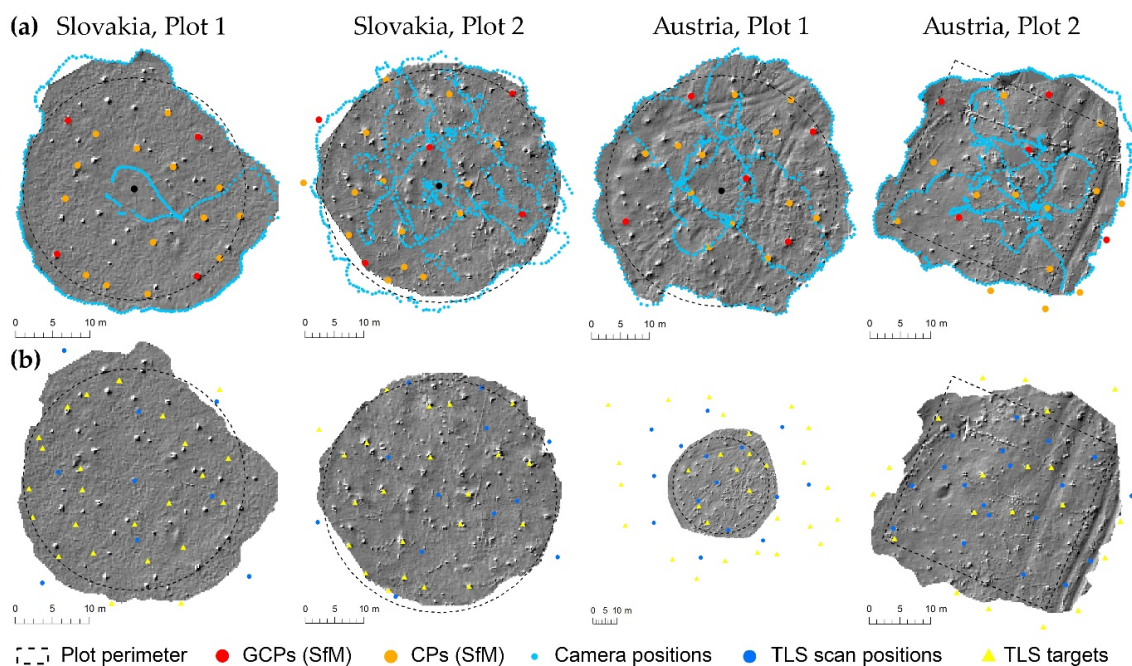 (a) Slovakia, Plot 1 Slovakia, Plot 2 Austria, Plot 1 Austria, Plot 2
0 5 10 m 0 5 10 m 0 5 10 m 0 5 10 m
(b)
0 5 10 m 0 5 10 m 0 5 10 m 0 5 10 m
Plot perimeter GCPs (SfM) CPs (SfM) Camera positions TLS scan positions TLS targets